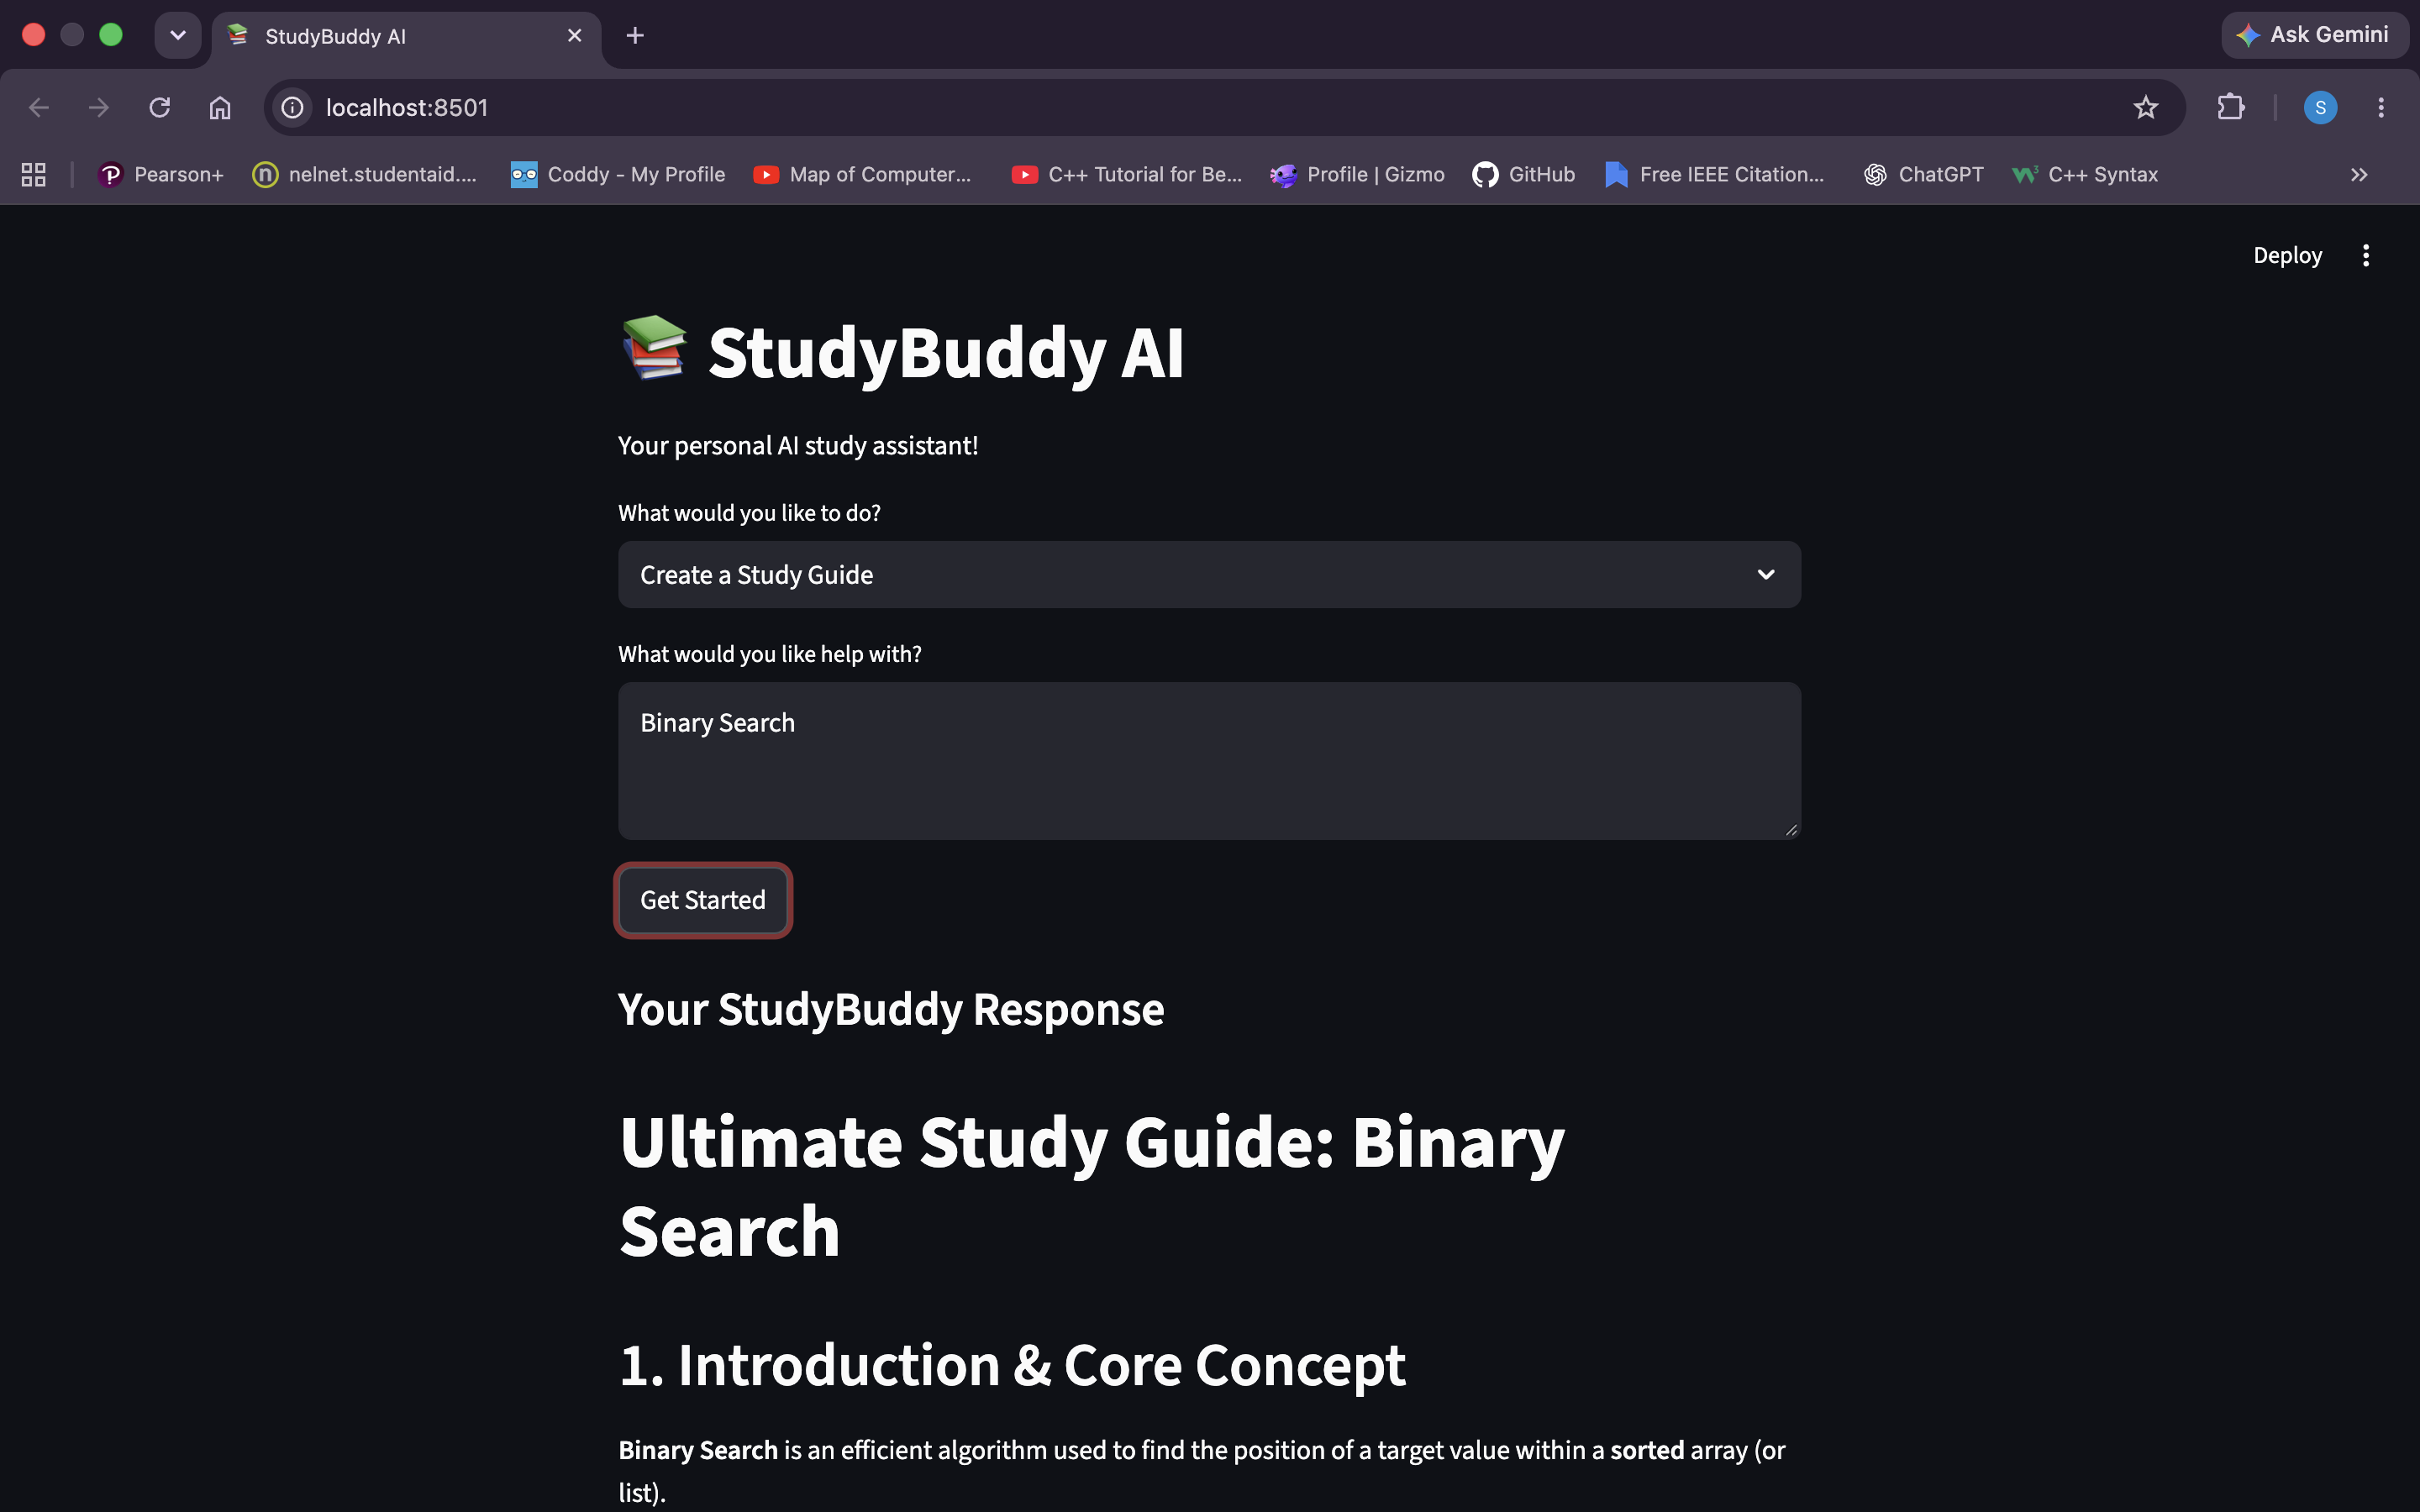 StudyBuddy AI
Ask Gemini
localhost:8501
S
Pearson+
nelnet.studentaid....
Coddy - My Profile
Map of Computer...
C++ Tutorial for Be...
Profile | Gizmo
GitHub
Free IEEE Citation...
ChatGPT
C++ Syntax
Deploy
StudyBuddy AI
Your personal AI study assistant!
What would you like to do?
Create a Study Guide
What would you like help with?
Binary Search
Get Started
Your StudyBuddy Response
Ultimate Study Guide: Binary
Search
1. Introduction & Core Concept
Binary Search is an efficient algorithm used to find the position of a target value within a sorted array (or
list).